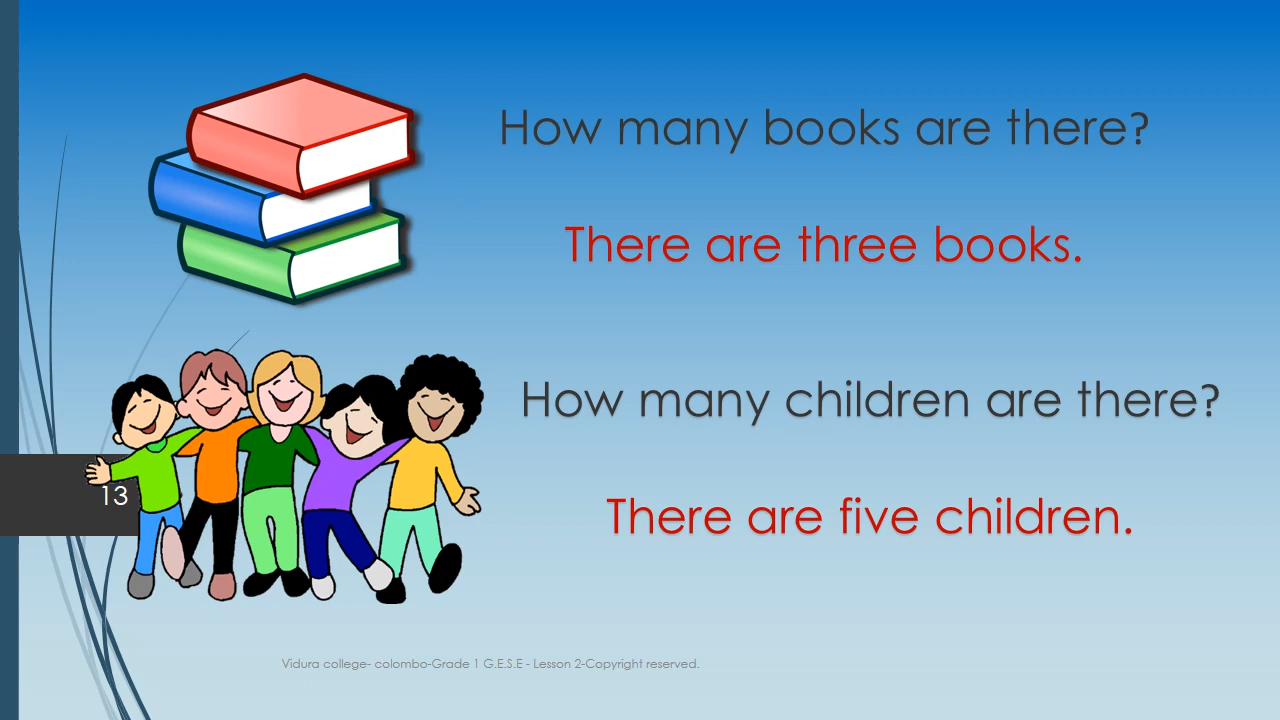 How many books are there?
There are three books.
How many children are there?
There are five children.
13
Vidura college- colombo-Grade 1 G.E.S.E - Lesson 2-Copyright reserved.